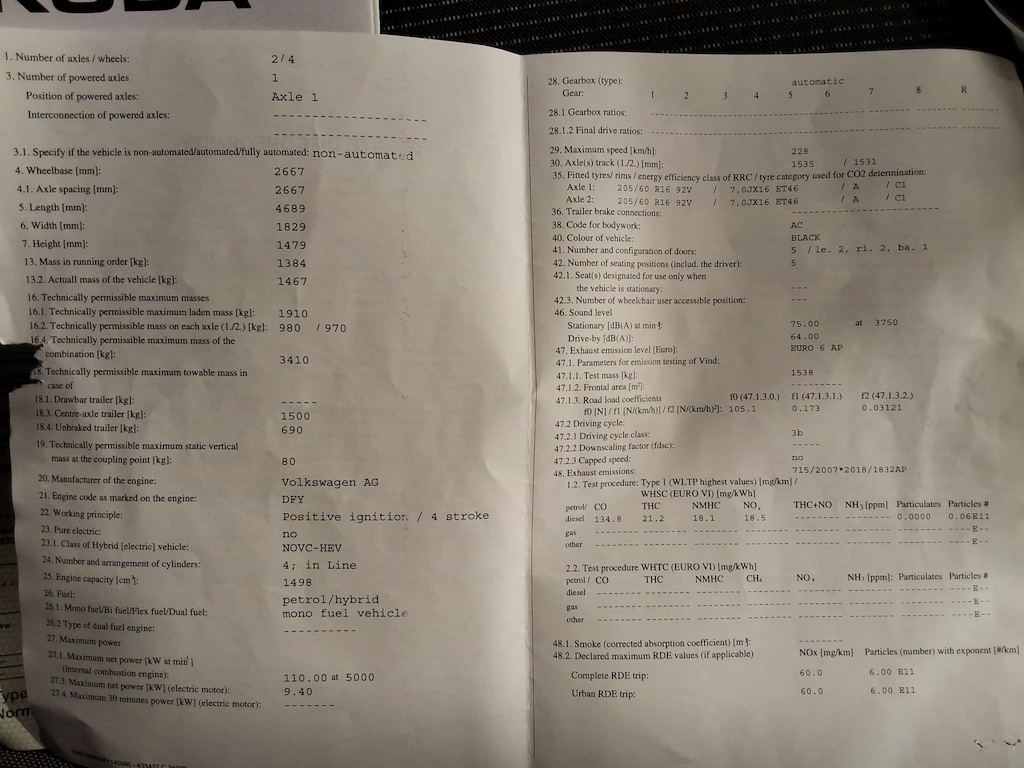 1. Number of axles / wheels: 2 / 4
3. Number of powered axles 1
Position of powered axles: Axle 1
Interconnection of powered axles: --------------------
--------------------
3.1. Specify if the vehicle is non-automated/automated/fully automated: non-automated
4. Wheelbase [mm]: 2667
4.1. Axle spacing [mm]: 2667
5. Length [mm]: 4689
6. Width [mm]: 1829
7. Height [mm]: 1479
13. Mass in running order [kg]: 1384
13.2. Actuall mass of the vehicle [kg]: 1467
16. Technically permissible maximum masses
16.1. Technically permissible maximum laden mass [kg]: 1910
16.2. Technically permissible mass on each axle (1./2.) [kg]: 980 / 970
16.4. Technically permissible maximum mass of the
combination [kg]: 3410
18. Technically permissible maximum towable mass in
case of
18.1. Drawbar trailer [kg]: -----
18.3. Centre-axle trailer [kg]: 1500
18.4. Unbraked trailer [kg]: 690
19. Technically permissible maximum static vertical
mass at the coupling point [kg]: 80
20. Manufacturer of the engine: Volkswagen AG
21. Engine code as marked on the engine: DFY
22. Working principle: Positive ignition / 4 stroke
23. Pure electric: no
23.1. Class of Hybrid [electric] vehicle: NOVC-HEV
24. Number and arrangement of cylinders: 4; in Line
25. Engine capacity [cm³]: 1498
26. Fuel: petrol/hybrid
26.1. Mono fuel/Bi fuel/Flex fuel/Dual fuel: mono fuel vehicle
26.2 Type of dual fuel engine: ----------
27. Maximum power
27.1. Maximum net power [kW at min¹]
(internal combustion engine): 110.00 at 5000
27.3. Maximum net power [kW] (electric motor): 9.40
27.4. Maximum 30 minutes power [kW] (electric motor): -------
28. Gearbox (type): automatic
Gear: 1 2 3 4 5 6 7 8 R
28.1 Gearbox ratios: --------------------
28.1.2 Final drive ratios: --------------------
29. Maximum speed [km/h]: 228
30. Axle(s) track (1./2.) [mm]: 1535 / 1531
35. Fitted tyres/ rims / energy efficiency class of RRC / tyre category used for CO2 determination:
Axle 1: 205/60 R16 92V / 7,0JX16 ET46 / A / C1
Axle 2: 205/60 R16 92V / 7,0JX16 ET46 / A / C1
36. Trailer brake connections: --------------------
38. Code for bodywork: AC
40. Colour of vehicle: BLACK
41. Number and configuration of doors: 5 / le. 2, ri. 2, ba. 1
42. Number of seating positions (includ. the driver): 5
42.1. Seat(s) designated for use only when
the vehicle is stationary: ---
42.3. Number of wheelchair user accessible position: ---
46. Sound level
Stationary [dB(A) at min¹]: 75.00 at 3750
Drive-by [dB(A)]: 64.00
47. Exhaust emission level [Euro]: EURO 6 AP
47.1. Parameters for emission testing of Vind:
47.1.1. Test mass [kg]: 1538
47.1.2. Frontal area [m²]: ---------
47.1.3. Road load coefficients f0 (47.1.3.0.) f1 (47.1.3.1.) f2 (47.1.3.2.)
f0 [N] / f1 [N/(km/h)] / f2 [N/(km/h)²]: 105.1 0.173 0.03121
47.2 Driving cycle:
47.2.1 Driving cycle class: 3b
47.2.2 Downscaling factor (fdsc): -----
47.2.3 Capped speed: no
48. Exhaust emissions: 715/2007*2018/1832AP
1.2. Test procedure: Type 1 (WLTP highest values) [mg/km] /
WHSC (EURO VI) [mg/kWh]
petrol/ CO THC NMHC NOx THC+NO NH3 [ppm] Particulates Particles #
diesel 134.8 21.2 18.1 18.5 ------- ------- 0.0000 0.06E11
gas --------------------E--
other --------------------E--
2.2. Test procedure WHTC (EURO VI) [mg/kWh]
petrol / CO THC NMHC CH4 NOx NH3 [ppm]: Particulates Particles #
diesel --------------------E--
gas --------------------E--
other --------------------E--
48.1. Smoke (corrected absorption coefficient) [m¹]: -------
48.2. Declared maximum RDE values (if applicable) NOx [mg/km] Particles (number) with exponent [#/km]
Complete RDE trip: 60.0 6.00 E11
Urban RDE trip: 60.0 6.00 E11